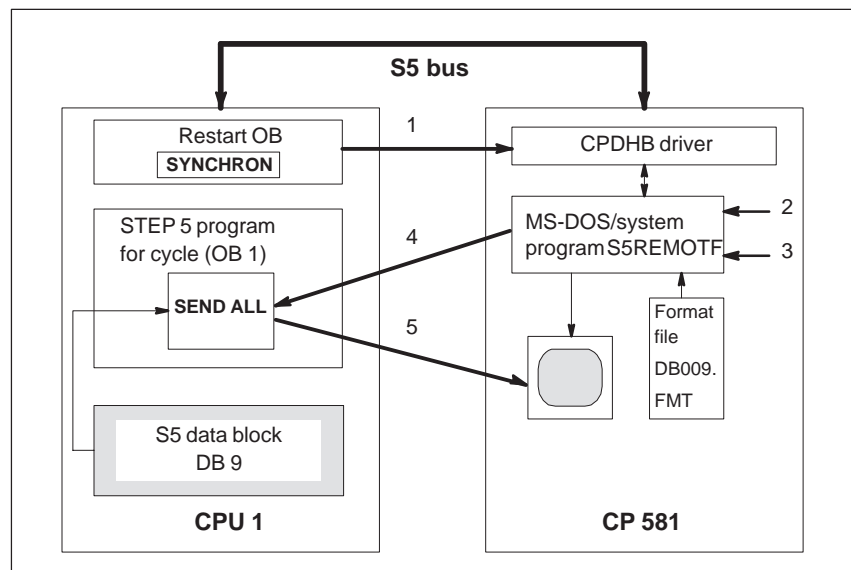 S5 bus
Restart OB
SYNCHRON
1
CPDHB driver
STEP 5 program
for cycle (OB 1)
SEND ALL
4
MS-DOS/system
program S5REMOTF
2
3
5
Format
file
DB009.
FMT
S5 data block
DB 9
CPU 1
CP 581